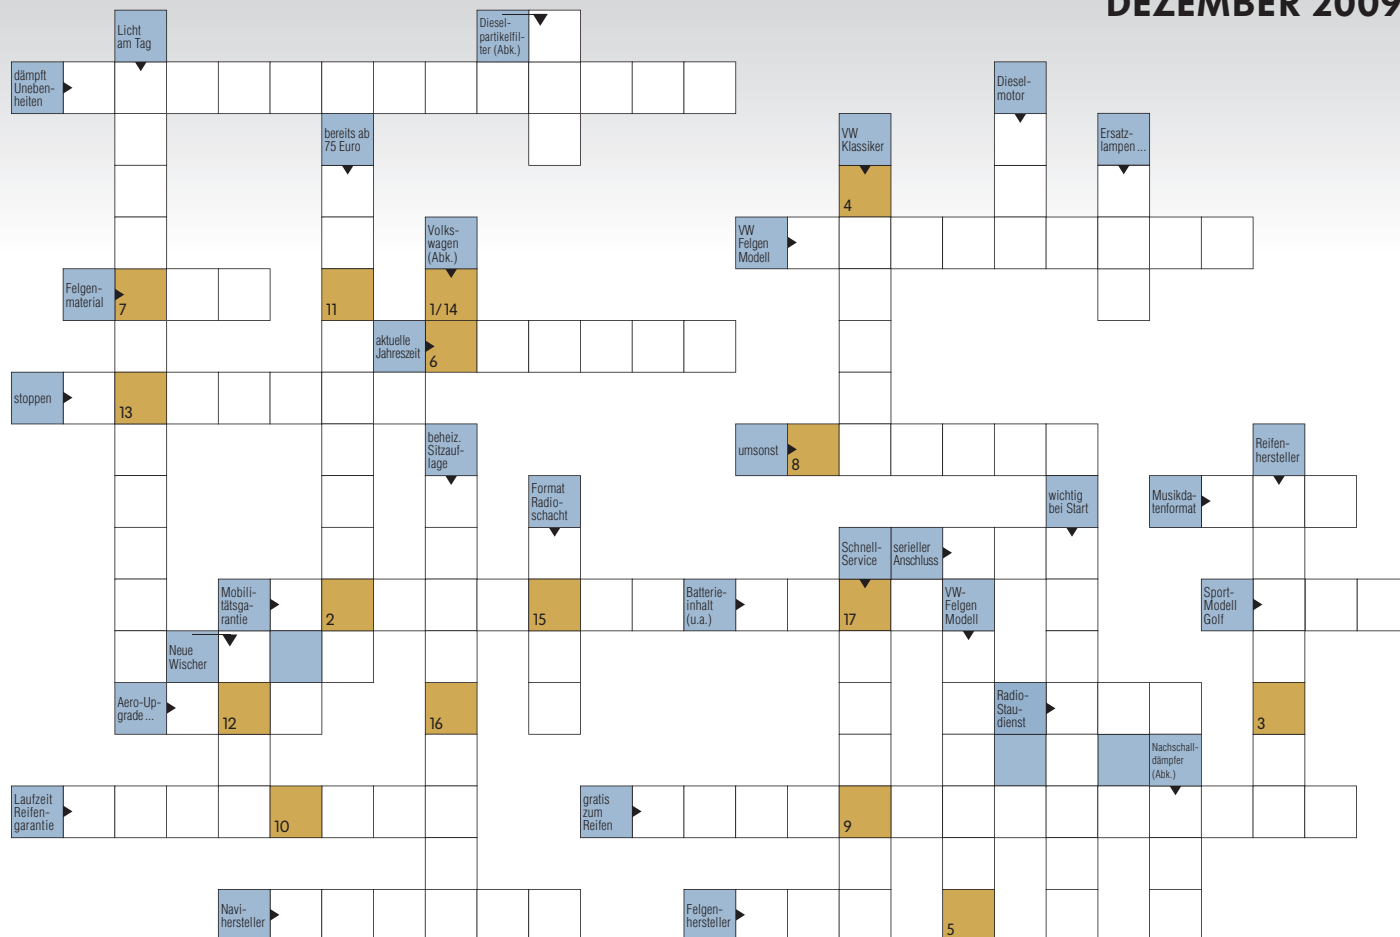 DEZEMBER 2009
Licht
am Tag
Diesel-
partikelfil-
ter (Abk.)
dämpft
Uneben-
heiten
Diesel-
motor
bereits ab
75 Euro
VW
Klassiker
Ersatz-
lampen ...
4
Volks-
wagen
(Abk.)
VW
Felgen
Modell
Felgen-
material
7
11
1/14
aktuelle
Jahreszeit
6
stoppen
13
beheiz.
Sitzauf-
lage
umsonst
8
Reifen-
hersteller
Format
Radio-
schacht
wichtig
bei Start
Musikda-
tenformat
Schnell-
Service
serieller
Anschluss
Mobili-
tätsga-
rantie
2
15
Batterie-
inhalt
(u.a.)
17
VW-
Felgen
Modell
Sport-
Modell
Golf
Neue
Wischer
Aero-Up-
grade ...
12
16
Radio-
Stau-
dienst
3
Nachschall-
dämpfer
(Abk.)
Laufzeit
Reifen-
garantie
10
gratis
zum
Reifen
9
Navi-
hersteller
Felgen-
hersteller
5